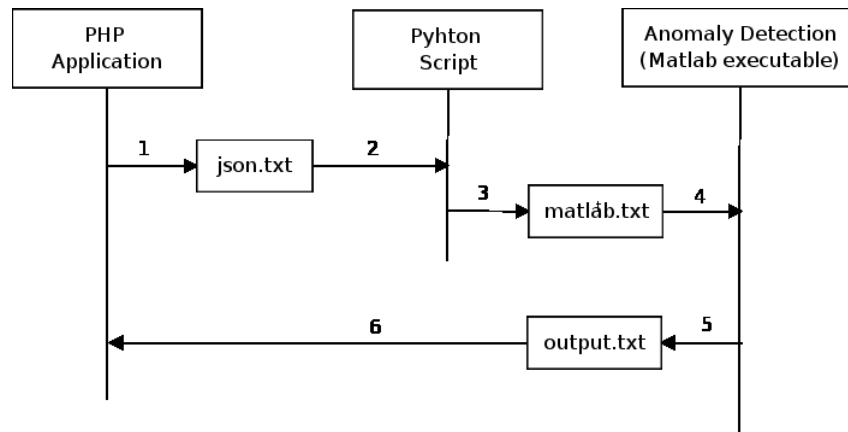 PHP
Application
Pyhton
Script
Anomaly Detection
(Matlab executable)
1
json.txt
2
3
matlab.txt
4
6
output.txt
5